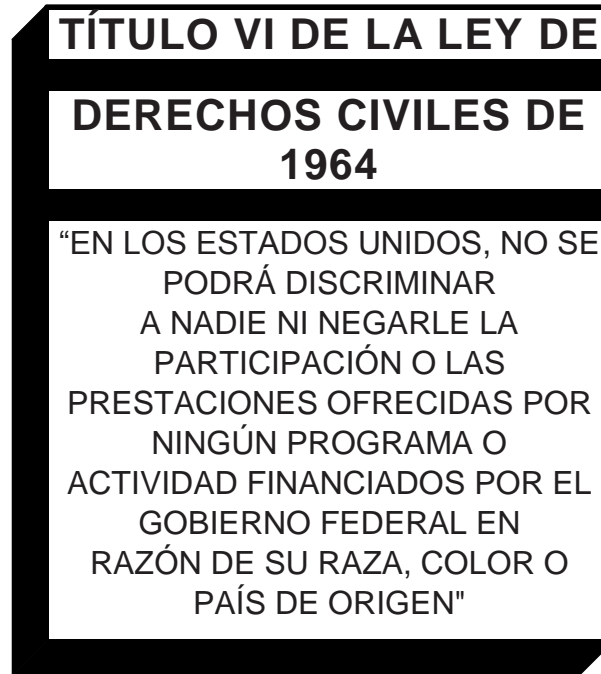 TÍTULO VI DE LA LEY DE
DERECHOS CIVILES DE
1964
“EN LOS ESTADOS UNIDOS, NO SE
PODRÁ DISCRIMINAR
A NADIE NI NEGARLE LA
PARTICIPACIÓN O LAS
PRESTACIONES OFRECIDAS POR
NINGÚN PROGRAMA O
ACTIVIDAD FINANCIADOS POR EL
GOBIERNO FEDERAL EN
RAZÓN DE SU RAZA, COLOR O
PAÍS DE ORIGEN"